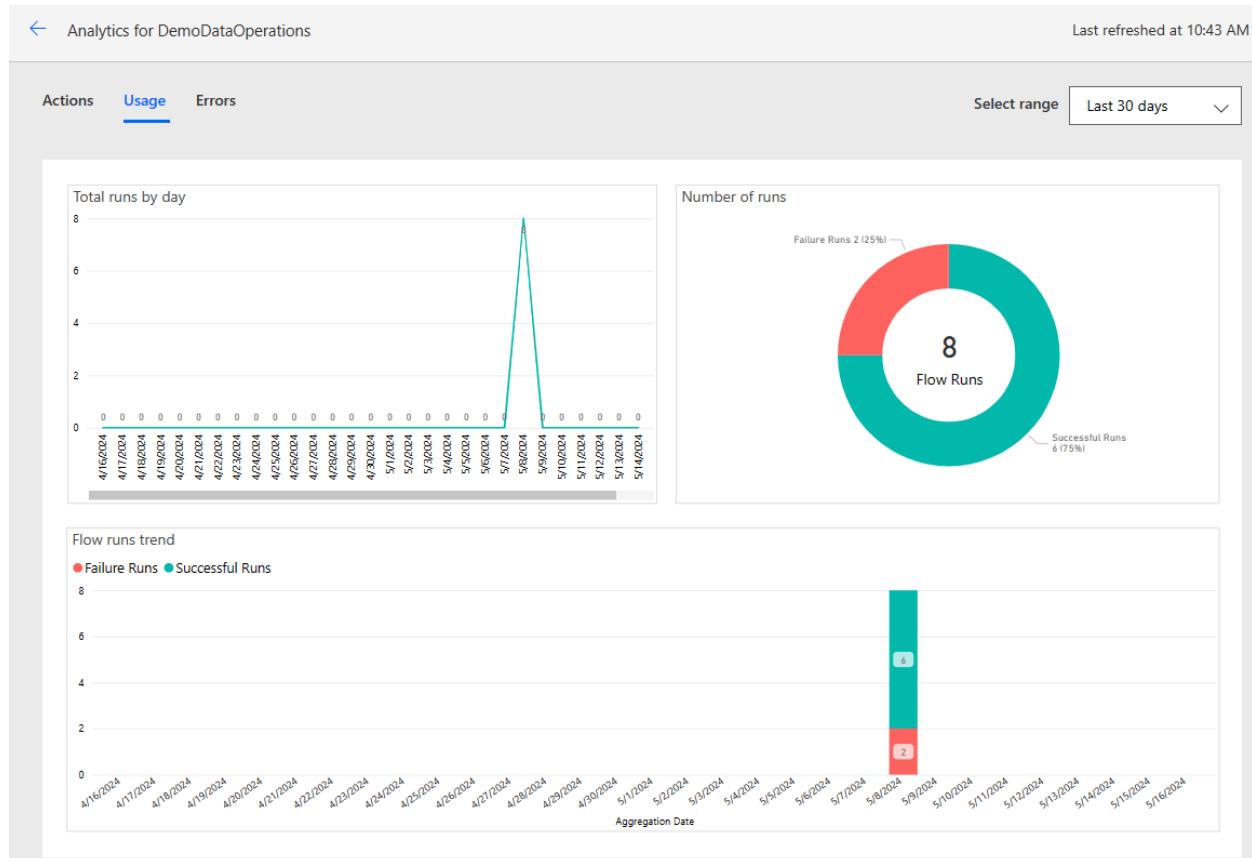 Analytics for DemoDataOperations
Last refreshed at 10:43 AM
Actions
Usage
Errors
Select range
Last 30 days
Total runs by day
8
6
4
2
0
8
0 0 0 0 0 0 0 0 0 0 0 0 0 0 0 0 0 0 0 0 0 0 0 0 0 0 0 0
4/16/2024 4/17/2024 4/18/2024 4/19/2024 4/20/2024 4/21/2024 4/22/2024 4/23/2024 4/24/2024 4/25/2024 4/26/2024 4/27/2024 4/28/2024 4/29/2024 4/30/2024 5/1/2024 5/2/2024 5/3/2024 5/4/2024 5/5/2024 5/6/2024 5/7/2024 5/8/2024 5/9/2024 5/10/2024 5/11/2024 5/12/2024 5/13/2024 5/14/2024
Number of runs
Failure Runs 2 (25%)
8
Flow Runs
Successful Runs
6 (75%)
Flow runs trend
Failure Runs Successful Runs
8
6
4
2
0
6
2
4/16/2024 4/17/2024 4/18/2024 4/19/2024 4/20/2024 4/21/2024 4/22/2024 4/23/2024 4/24/2024 4/25/2024 4/26/2024 4/27/2024 4/28/2024 4/29/2024 4/30/2024 5/1/2024 5/2/2024 5/3/2024 5/4/2024 5/5/2024 5/6/2024 5/7/2024 5/8/2024 5/9/2024 5/10/2024 5/11/2024 5/12/2024 5/13/2024 5/14/2024 5/15/2024 5/16/2024
Aggregation Date